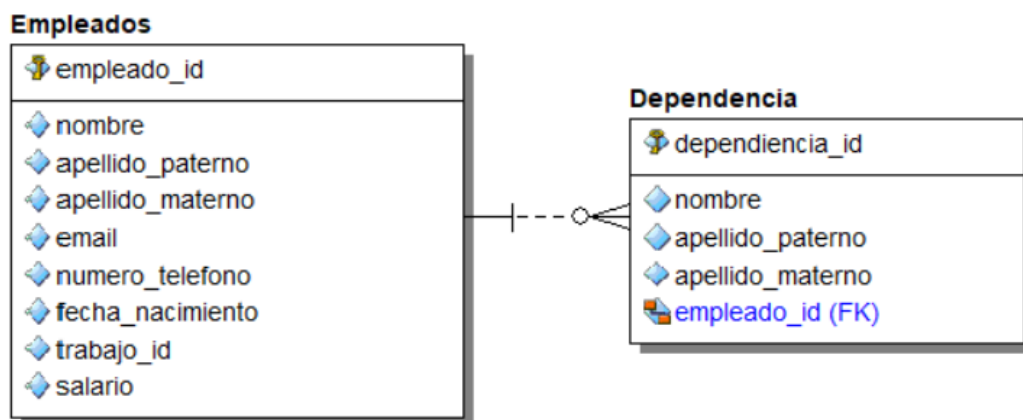 Empleados
empleado_id
nombre
apellido_paterno
apellido_materno
email
numero_telefono
fecha_nacimiento
trabajo_id
salario
Dependencia
dependiencia_id
nombre
apellido_paterno
apellido_materno
empleado_id (FK)